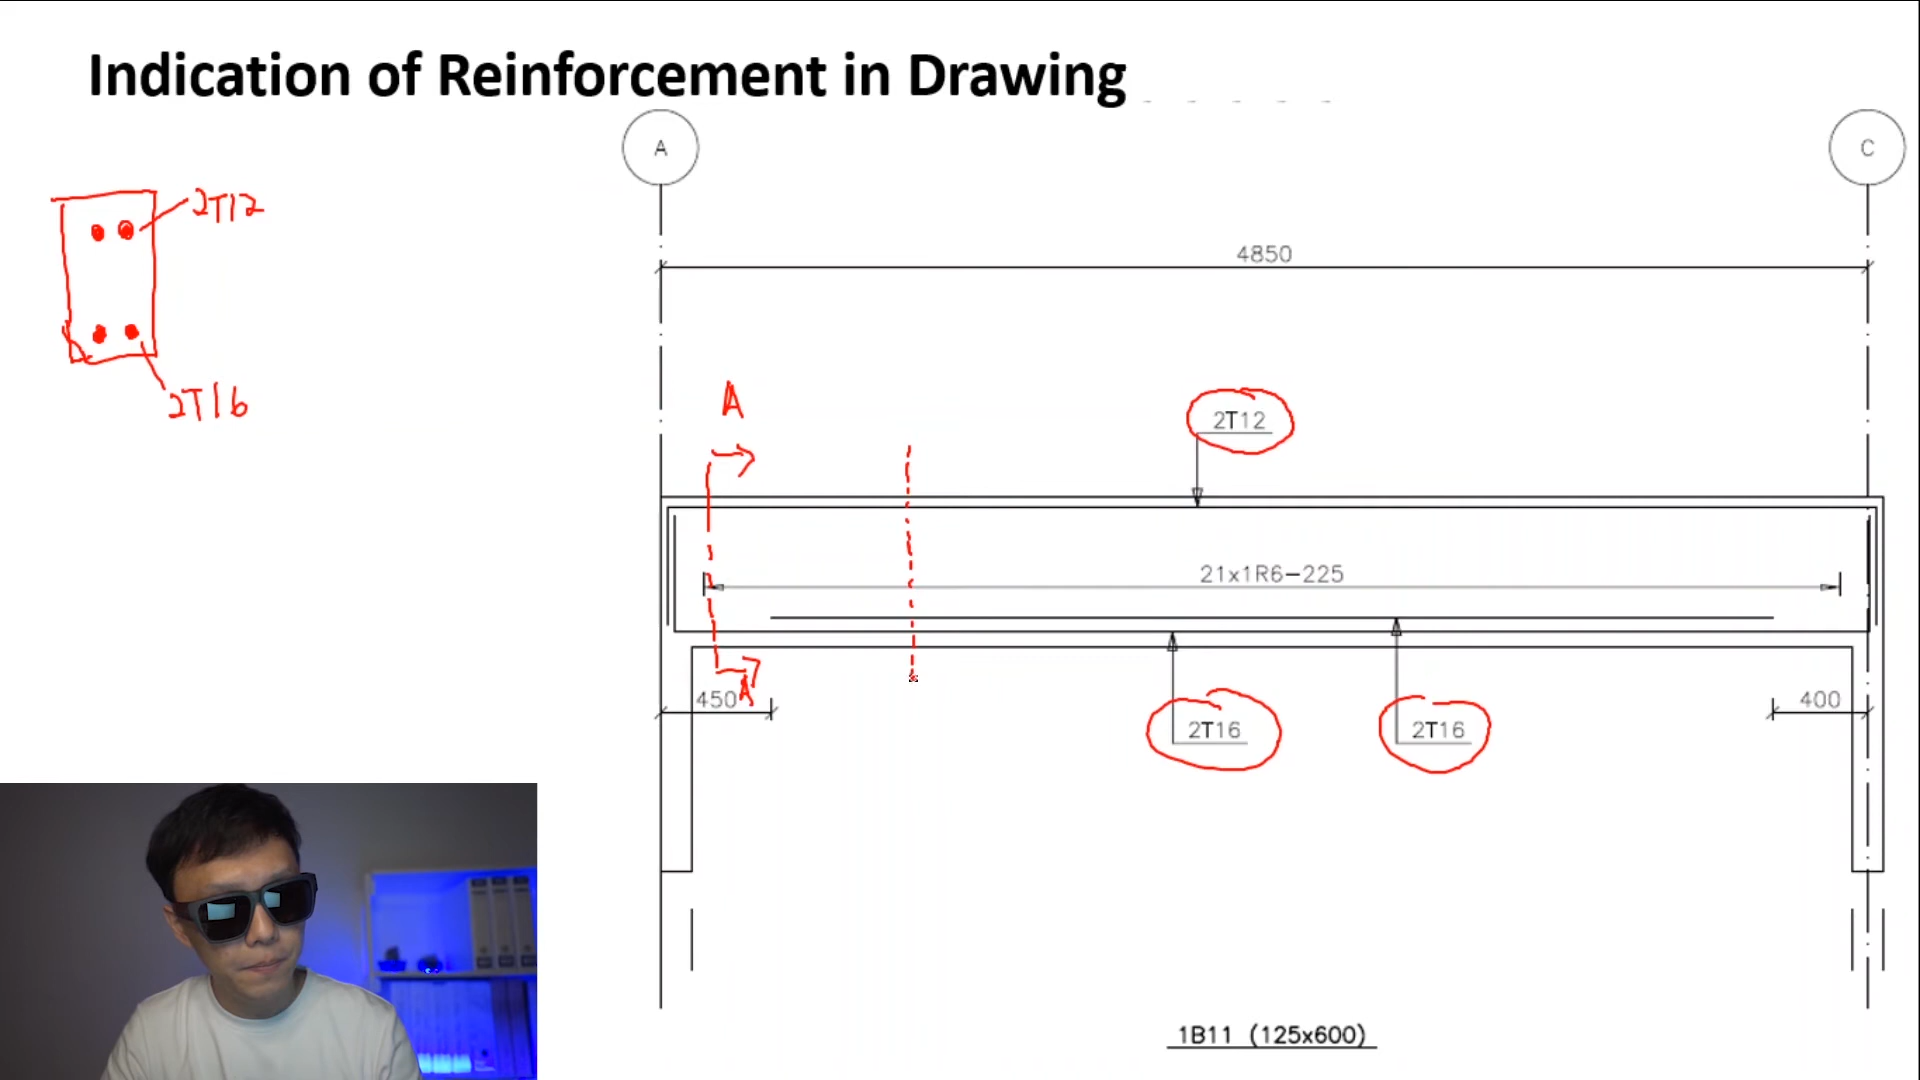 Indication of Reinforcement in Drawing
A
C
2T12
2T16
4850
A
2T12
21x1R6-225
A
450
400
2T16
2T16
1B11 (125x600)